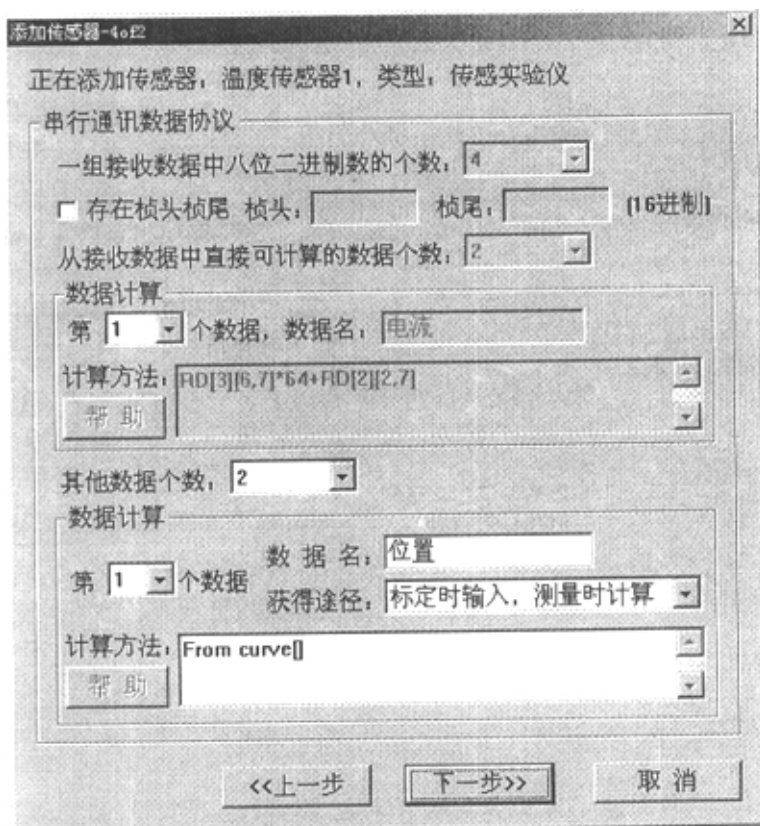 添加传感器-4of2
正在添加传感器，温度传感器1，类型：传感实验仪
串行通讯数据协议
一组接收数据中八位二进制数的个数： 4
存在桢头桢尾 桢头： 桢尾： (16进制)
从接收数据中直接可计算的数据个数： 2
数据计算
第 1 个数据，数据名： 电流
计算方法： RD[3][6,7]*64+RD[2][2,7]
帮 助
其他数据个数： 2
数据计算
数 据 名： 位置
第 1 个数据
获得途径： 标定时输入，测量时计算
计算方法： From curve[]
帮 助
<<上一步 下一步>> 取 消